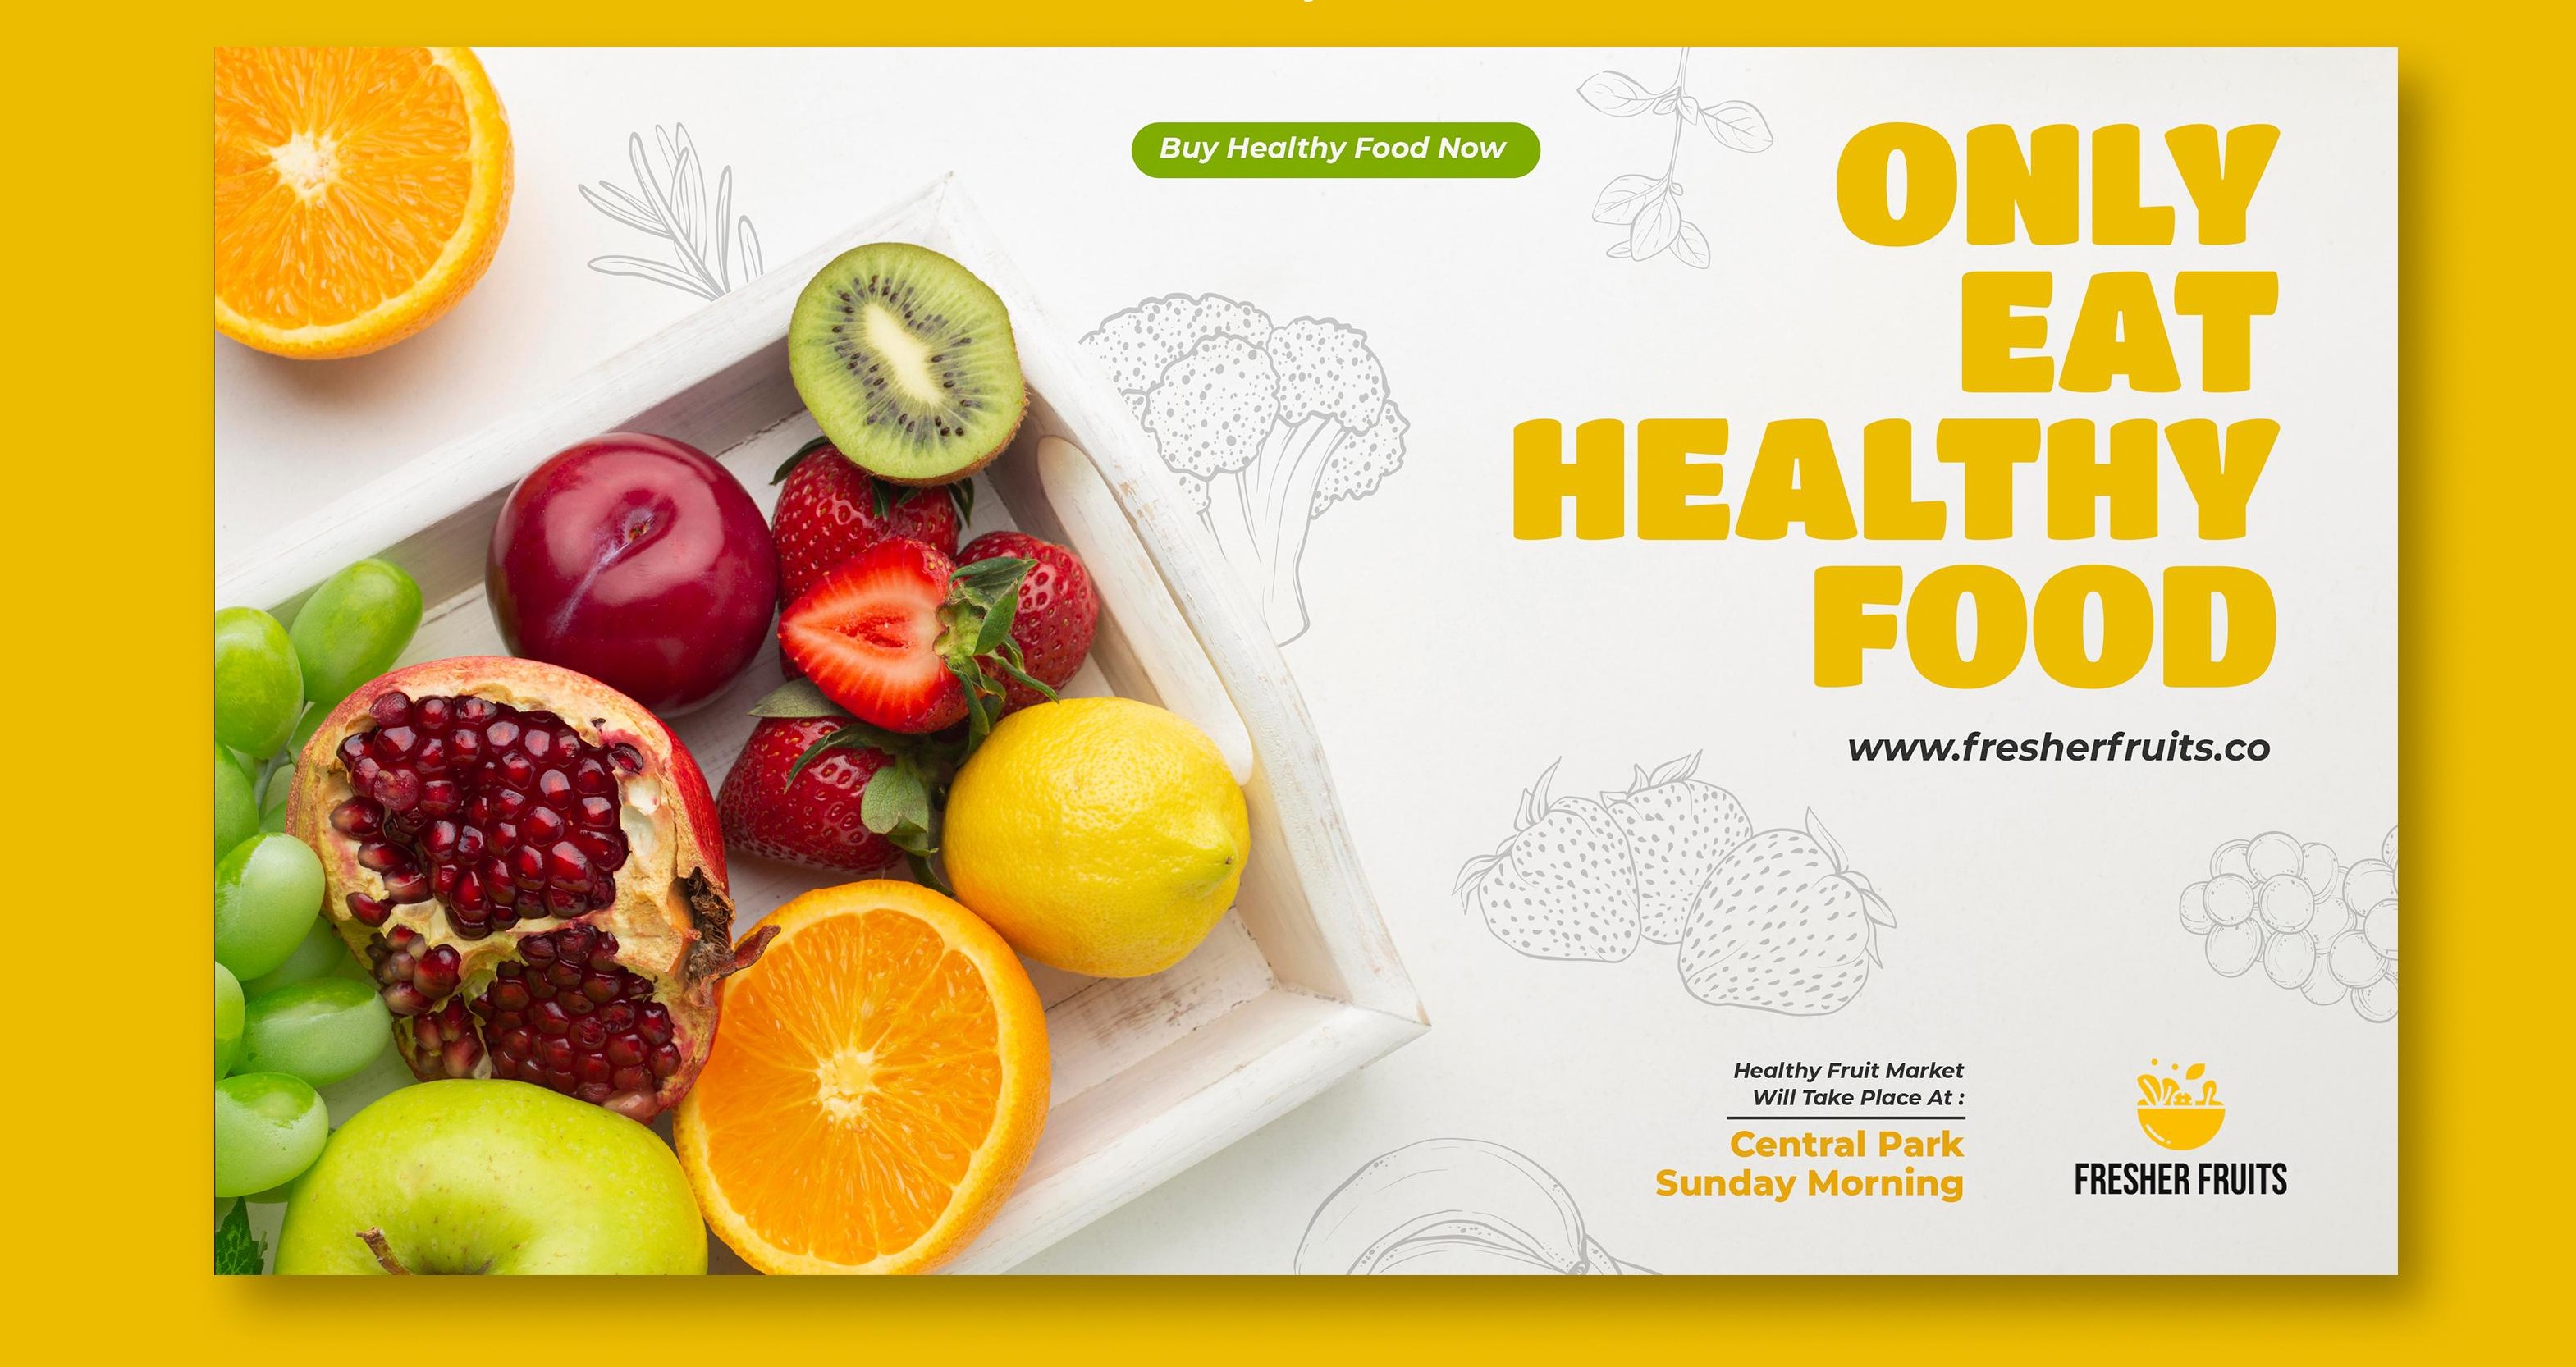 Buy Healthy Food Now
ONLY
EAT
HEALTHY
FOOD
www.fresherfruits.co
Healthy Fruit Market
Will Take Place At :
Central Park
Sunday Morning
FRESHER FRUITS